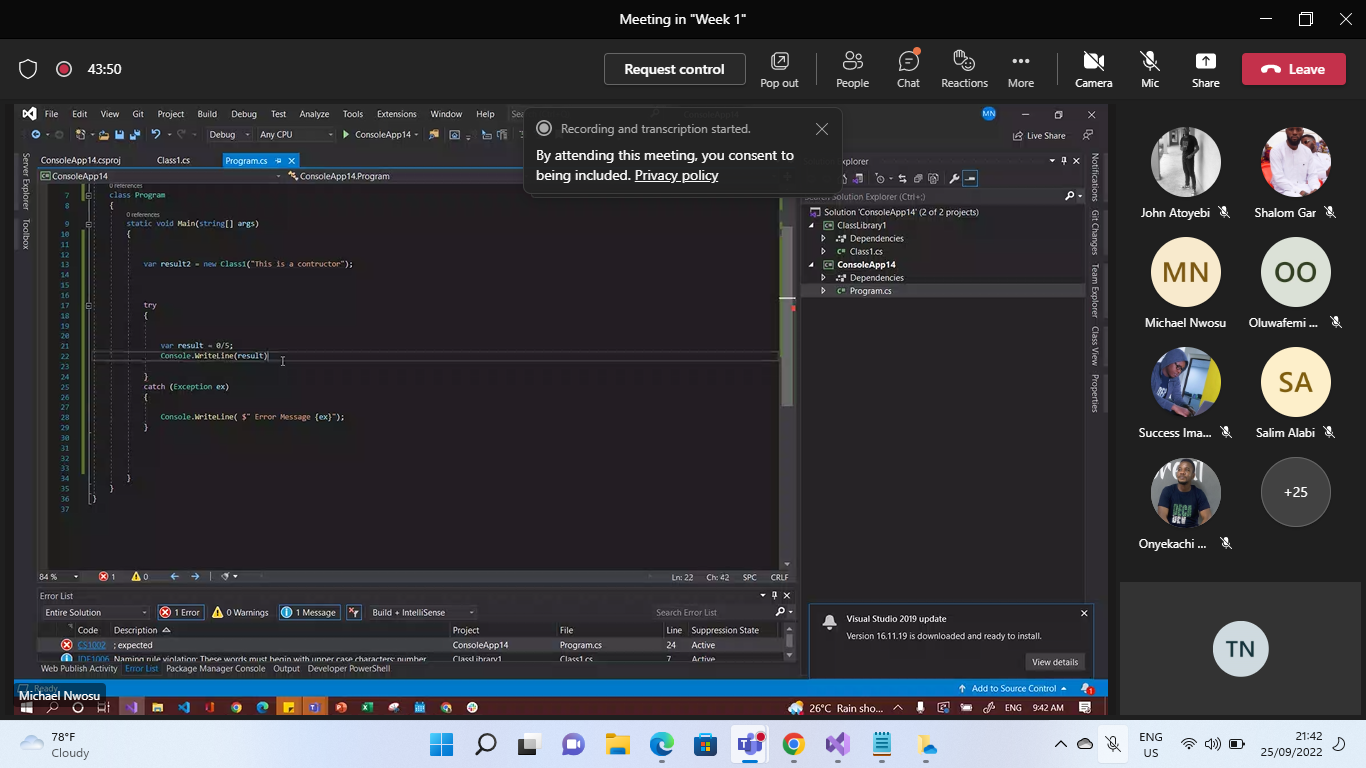 Meeting in "Week 1"
43:50
Request control
Pop out
People
Chat
Reactions
More
Camera
Mic
Share
Leave
File Edit View Git Project Build Debug Test Analyze Tools Extensions Window Help
MN
Debug Any CPU ConsoleApp14
Live Share
Recording and transcription started.
By attending this meeting, you consent to
being included. Privacy policy
Server Explorer
Toolbox
ConsoleApp14.csproj Class1.cs Program.cs
ConsoleApp14 ConsoleApp14.Program
0 references
7 class Program
8 {
0 references
9 static void Main(string[] args)
10 {
11
12
13 var result2 = new Class1("This is a contructor");
14
15
16
17 try
18 {
19
20
21 var result = 0/5;
22 Console.WriteLine(result)
23
24 }
25 catch (Exception ex)
26 {
27
28 Console.WriteLine( $" Error Message {ex}");
29 }
30
31
32
33
34 }
35 }
36 }
37
84 % 1 0 Ln: 22 Ch: 42 SPC CRLF
Explorer
Search Solution Explorer (Ctrl+;)
Solution 'ConsoleApp14' (2 of 2 projects)
ClassLibrary1
Dependencies
Class1.cs
ConsoleApp14
Dependencies
Program.cs
Notifications
Git Changes
Team Explorer
Class View
Properties
Error List
Entire Solution 1 Error 0 Warnings 1 Message Build + IntelliSense Search Error List
Code Description Project File Line Suppression State
CS1002 ; expected ConsoleApp14 Program.cs 24 Active
IDE1006 Naming rule violation: These words must begin with upper case characters: number ClassLibrary1 Class1.cs 7 Active
Web Publish Activity Error List Package Manager Console Output Developer PowerShell
Visual Studio 2019 update
Version 16.11.19 is downloaded and ready to install.
View details
Ready
Add to Source Control
1
Michael Nwosu
26°C Rain sho... ENG 9:42 AM
John Atoyebi
Shalom Gar
MN
Michael Nwosu
OO
Oluwafemi ...
Success Ima...
SA
Salim Alabi
Onyekachi ...
+25
TN
78°F
Cloudy
ENG
US
21:42
25/09/2022